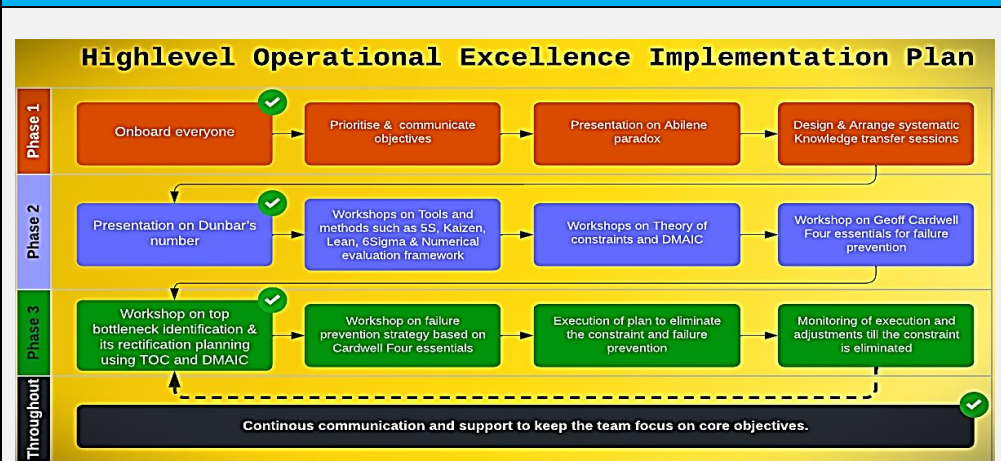 Highlevel Operational Excellence Implementation Plan
Phase 1
Onboard everyone
Prioritise & communicate
objectives
Presentation on Abilene
paradox
Design & Arrange systematic
Knowledge transfer sessions
Phase 2
Presentation on Dunbar's
number
Workshops on Tools and
methods such as 5S, Kaizen,
Lean, 6Sigma & Numerical
evaluation framework
Workshops on Theory of
constraints and DMAIC
Workshop on Geoff Cardwell
Four essentials for failure
prevention
Phase 3
Workshop on top
bottleneck identification &
its rectification planning
using TOC and DMAIC
Workshop on failure
prevention strategy based on
Cardwell Four essentials
Execution of plan to eliminate
the constraint and failure
prevention
Monitoring of execution and
adjustments till the constraint
is eliminated
Throughout
Continous communication and support to keep the team focus on core objectives.